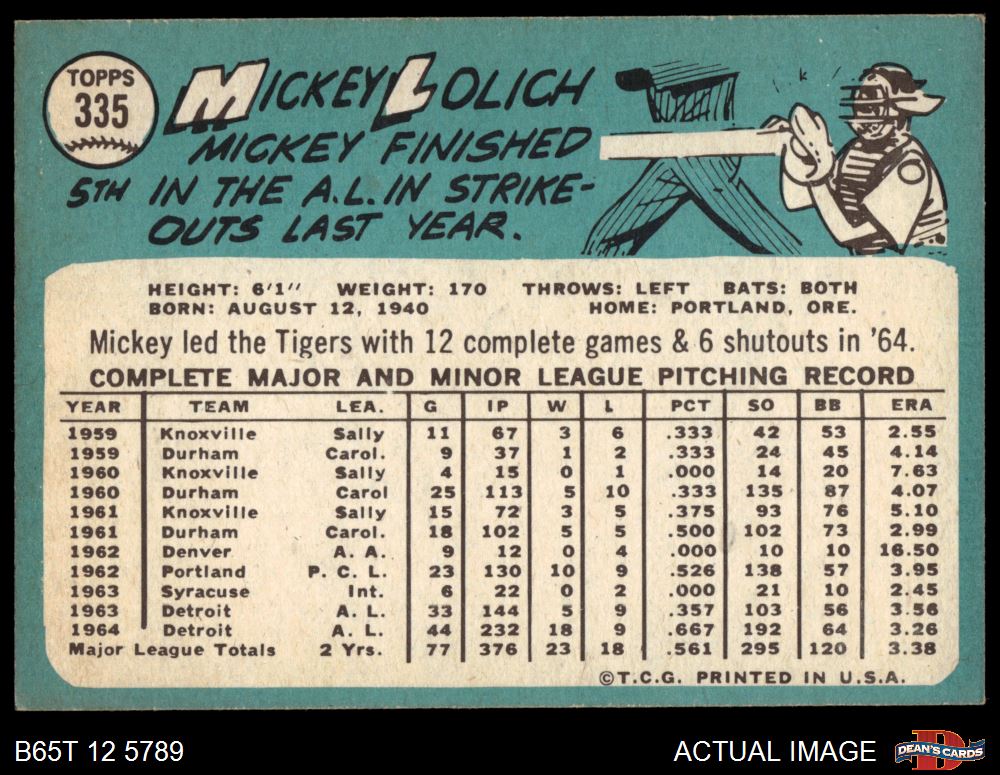 TOPPS
335
MICKEY LOLICH
MICKEY FINISHED
5TH IN THE A.L. IN STRIKE-
OUTS LAST YEAR.
HEIGHT: 6'1" WEIGHT: 170 THROWS: LEFT BATS: BOTH
BORN: AUGUST 12, 1940 HOME: PORTLAND, ORE.
Mickey led the Tigers with 12 complete games & 6 shutouts in '64.
COMPLETE MAJOR AND MINOR LEAGUE PITCHING RECORD
YEAR TEAM LEA. G IP W L PCT SO BB ERA
1959 Knoxville Sally 11 67 3 6 .333 42 53 2.55
1959 Durham Carol. 9 37 1 2 .333 24 45 4.14
1960 Knoxville Sally 4 15 0 1 .000 14 20 7.63
1960 Durham Carol 25 113 5 10 .333 135 87 4.07
1961 Knoxville Sally 15 72 3 5 .375 93 76 5.10
1961 Durham Carol. 18 102 5 5 .500 102 73 2.99
1962 Denver A. A. 9 12 0 4 .000 10 10 16.50
1962 Portland P. C. L. 23 130 10 9 .526 138 57 3.95
1963 Syracuse Int. 6 22 0 2 .000 21 10 2.45
1963 Detroit A. L. 33 144 5 9 .357 103 56 3.56
1964 Detroit A. L. 44 232 18 9 .667 192 64 3.26
Major League Totals 2 Yrs. 77 376 23 18 .561 295 120 3.38
©T.C.G. PRINTED IN U.S.A.
B65T 12 5789 ACTUAL IMAGE DEAN'S CARDS